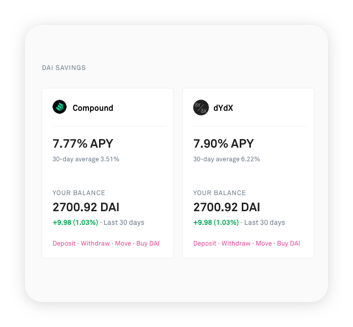 DAI SAVINGS
Compound
7.77% APY
30-day average 3.51%
YOUR BALANCE
2700.92 DAI
+9.98 (1.03%) · Last 30 days
Deposit · Withdraw · Move · Buy DAI
dYdX
7.90% APY
30-day average 6.22%
YOUR BALANCE
2700.92 DAI
+9.98 (1.03%) · Last 30 days
Deposit · Withdraw · Move · Buy DAI